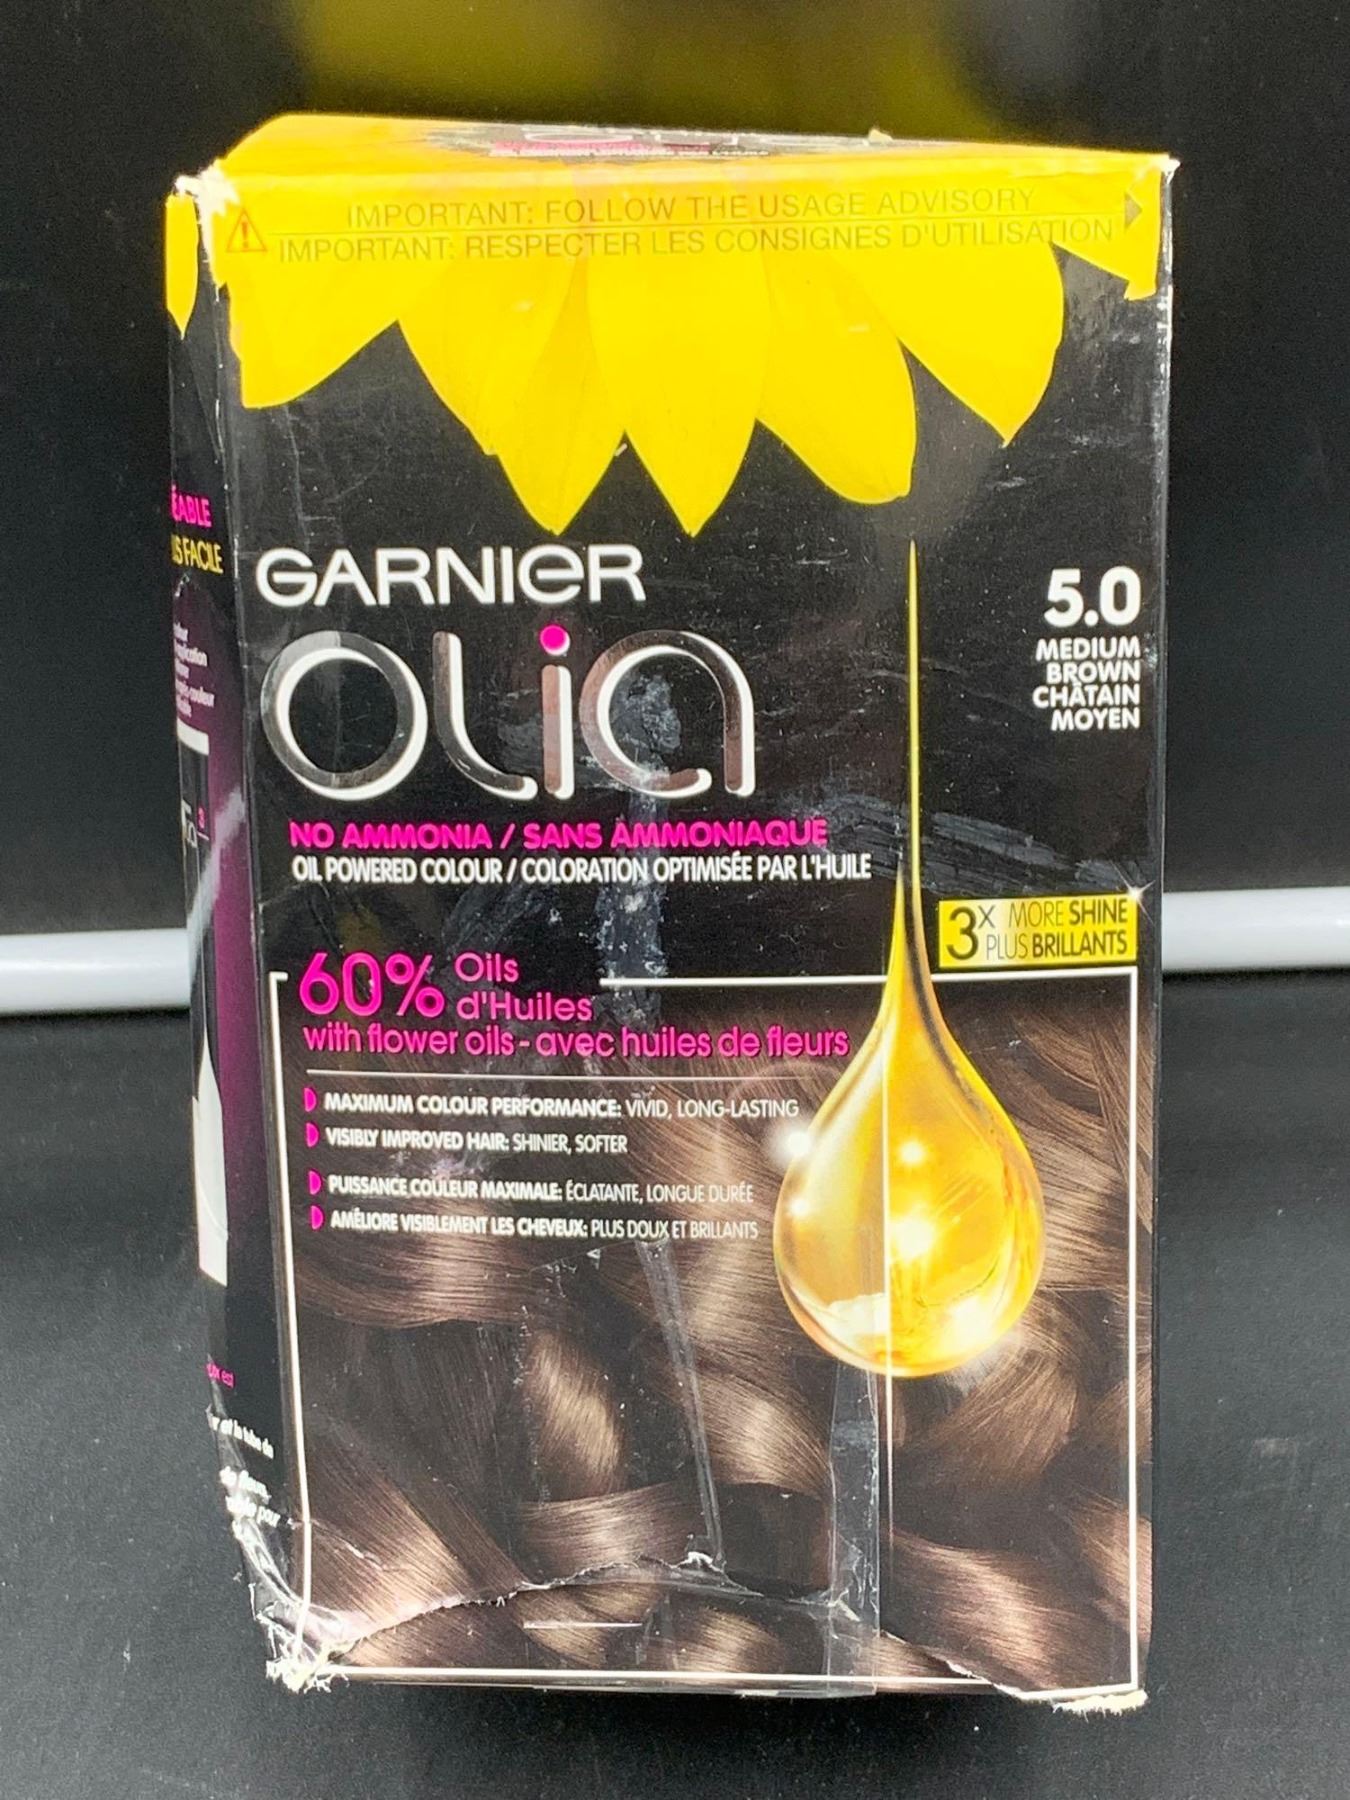 IMPORTANT: FOLLOW THE USAGE ADVISORY
IMPORTANT: RESPECTER LES CONSIGNES D'UTILISATION
GARNIER
OLIA
5.0
MEDIUM
BROWN
CHÂTAIN
MOYEN
NO AMMONIA / SANS AMMONIAQUE
OIL POWERED COLOUR / COLORATION OPTIMISÉE PAR L'HUILE
3X MORE SHINE
PLUS BRILLANTS
60% Oils
d'Huiles
with flower oils - avec huiles de fleurs
MAXIMUM COLOUR PERFORMANCE: VIVID, LONG-LASTING
VISIBLY IMPROVED HAIR: SHINIER, SOFTER
PUISSANCE COULEUR MAXIMALE: ÉCLATANTE, LONGUE DURÉE
AMÉLIORE VISIBLEMENT LES CHEVEUX: PLUS DOUX ET BRILLANTS
ÉABLE
US FACILE